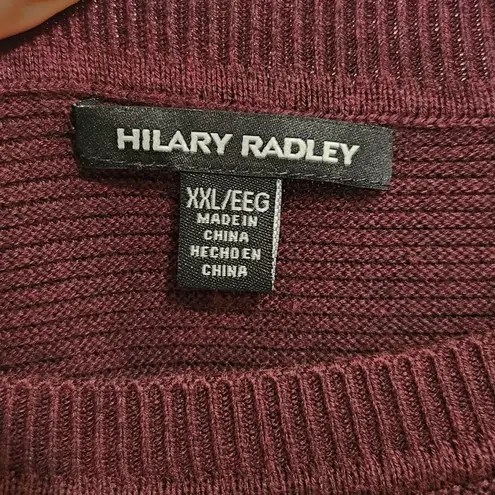 HILARY RADLEY
XXL/EEG
MADE IN
CHINA
HECHO EN
CHINA